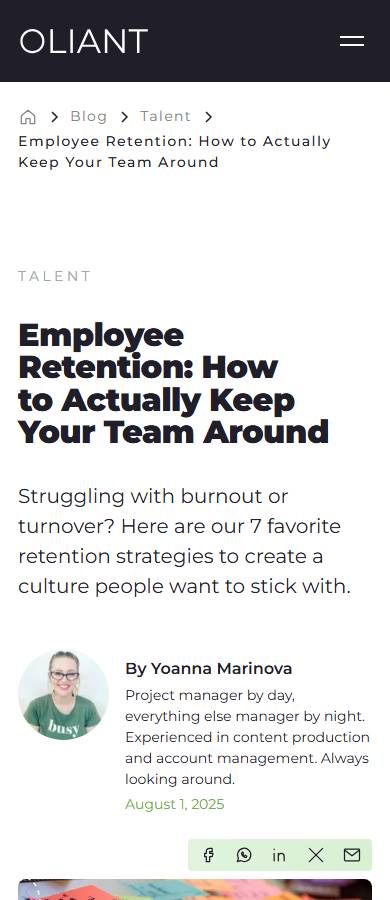 OLIANT
Blog
Talent
Employee Retention: How to Actually
Keep Your Team Around
TALENT
Employee
Retention: How
to Actually Keep
Your Team Around
Struggling with burnout or
turnover? Here are our 7 favorite
retention strategies to create a
culture people want to stick with.
busy
By Yoanna Marinova
Project manager by day,
everything else manager by night.
Experienced in content production
and account management. Always
looking around.
August 1, 2025